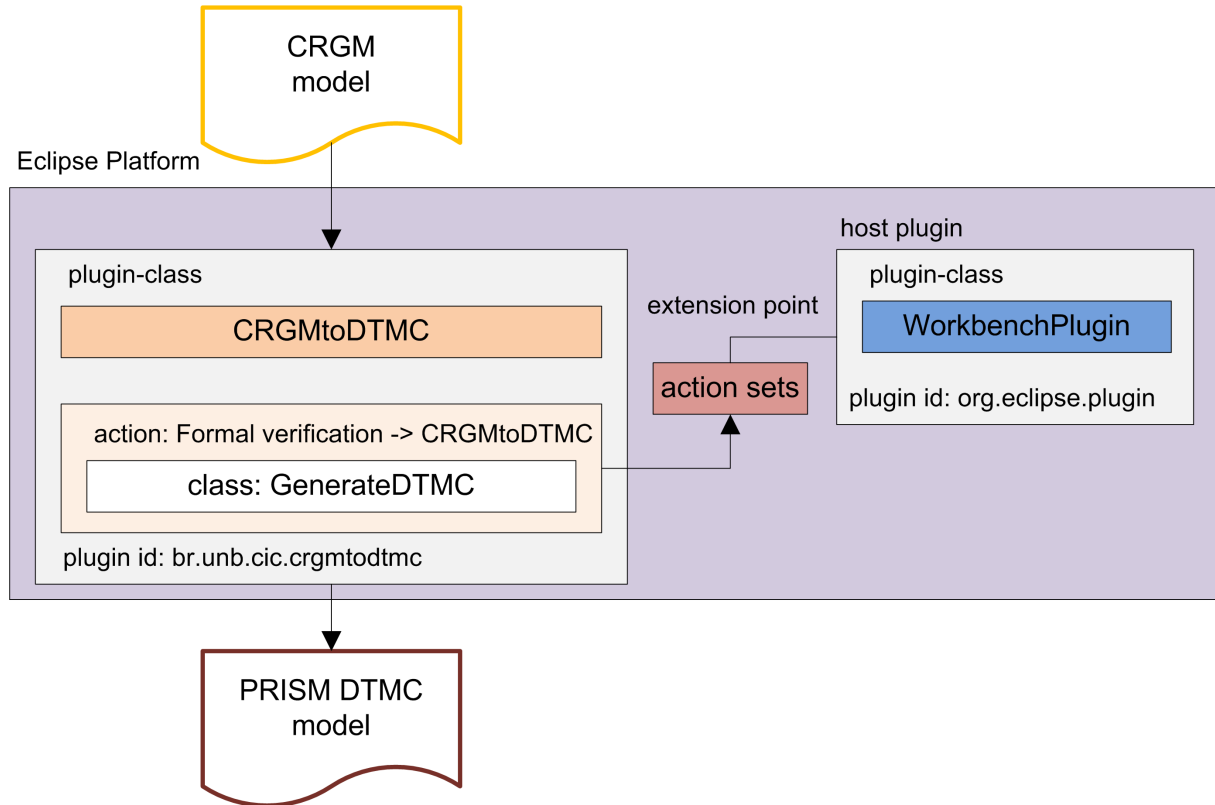 CRGM
model
Eclipse Platform
host plugin
plugin-class
CRGMtoDTMC
action: Formal verification -> CRGMtoDTMC
class: GenerateDTMC
plugin id: br.unb.cic.crgmtodtmc
extension point
action sets
plugin-class
WorkbenchPlugin
plugin id: org.eclipse.plugin
PRISM DTMC
model